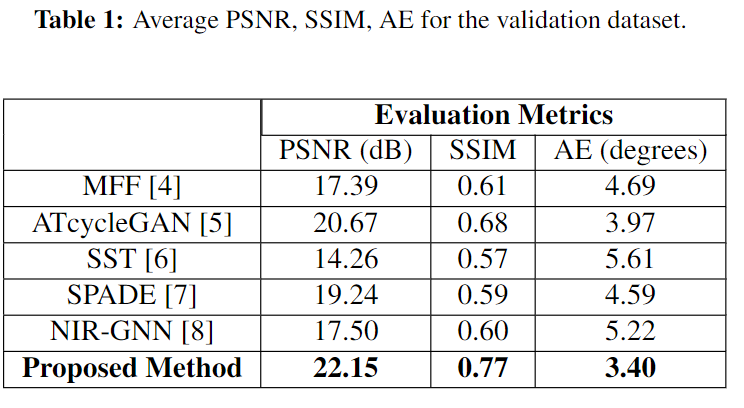 Table 1: Average PSNR, SSIM, AE for the validation dataset.
Evaluation Metrics
PSNR (dB) SSIM AE (degrees)
MFF [4] 17.39 0.61 4.69
ATcycleGAN [5] 20.67 0.68 3.97
SST [6] 14.26 0.57 5.61
SPADE [7] 19.24 0.59 4.59
NIR-GNN [8] 17.50 0.60 5.22
Proposed Method 22.15 0.77 3.40